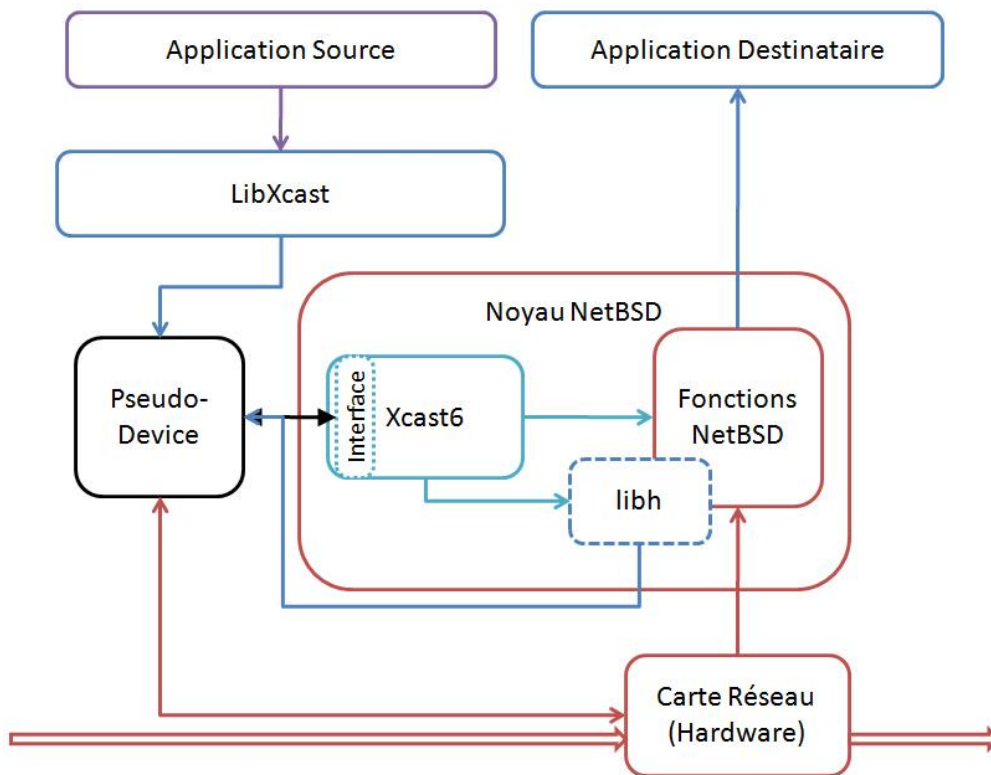 Application Source
Application Destinataire
LibXcast
Noyau NetBSD
Pseudo-
Device
Interface
Xcast6
Fonctions
NetBSD
libh
Carte Réseau
(Hardware)